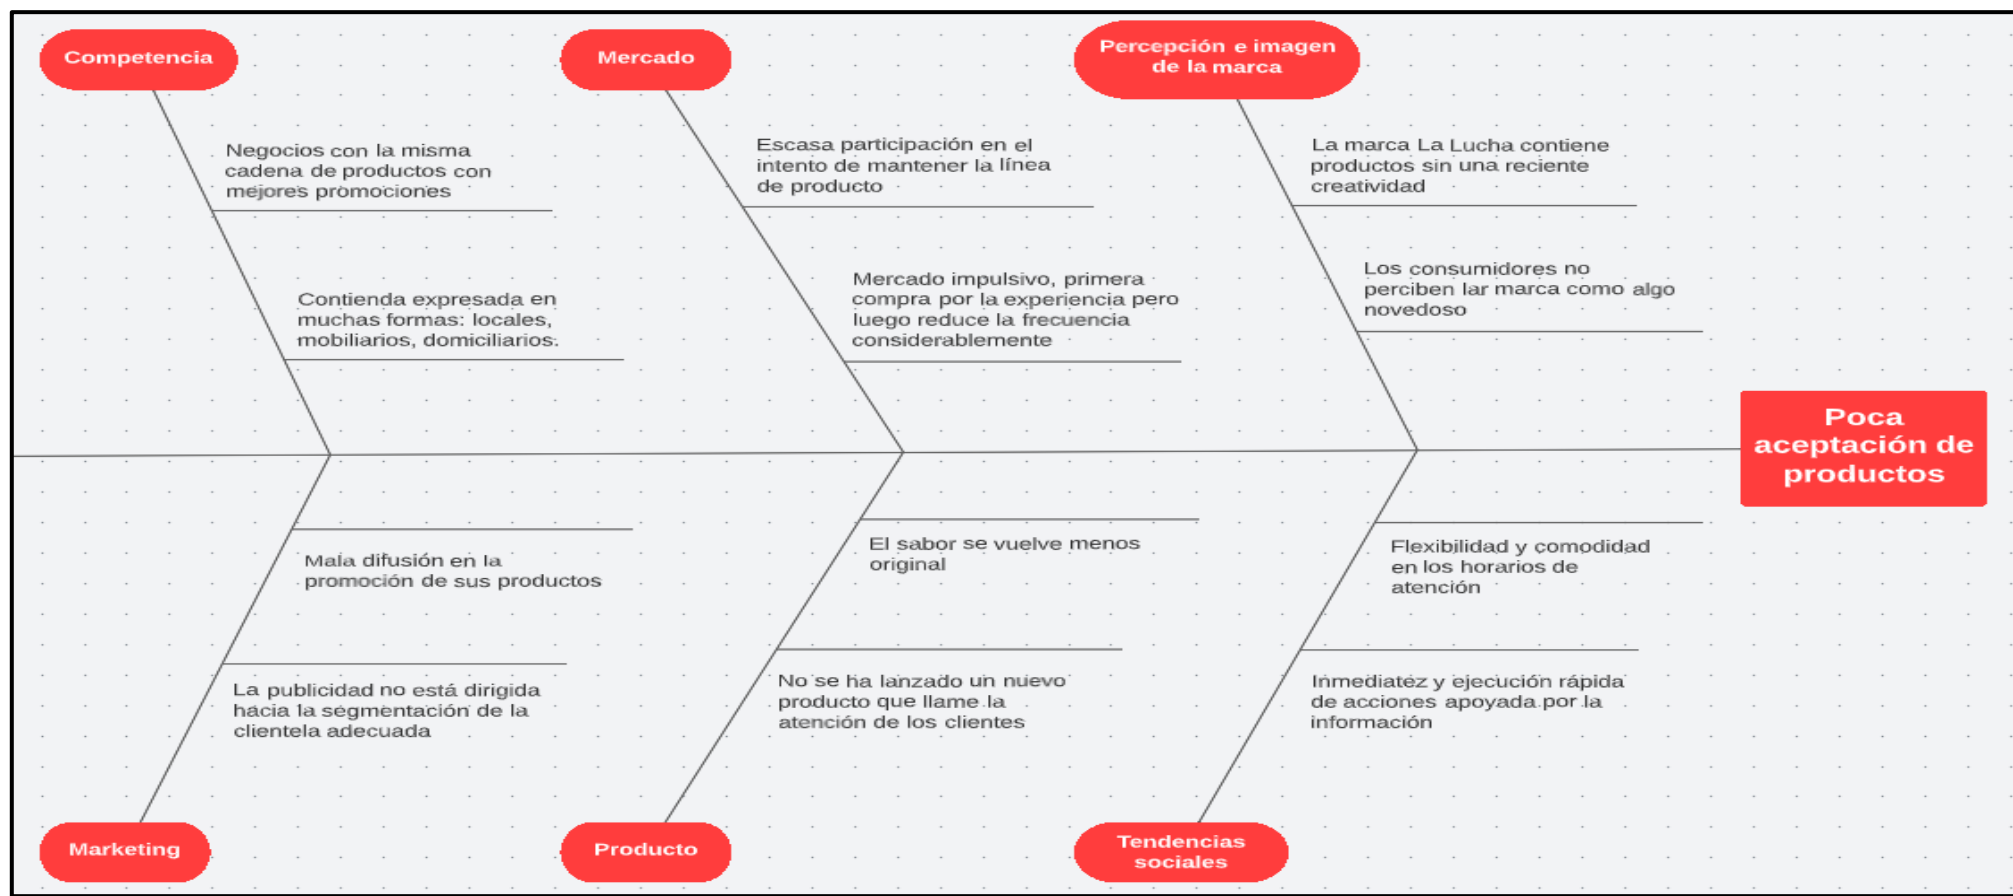 Competencia
Mercado
Percepción e imagen
de la marca
Negocios con la misma
cadena de productos con
mejores promociones
Escasa participación en el
intento de mantener la línea
de producto
La marca La Lucha contiene
productos sin una reciente
creatividad
Contienda expresada en
muchas formas: locales,
mobiliarios, domiciliarios.
Mercado impulsivo, primera
compra por la experiencia pero
luego reduce la frecuencia
considerablemente
Los consumidores no
perciben lar marca como algo
novedoso
Poca
aceptación de
productos
Mala difusión en la
promoción de sus productos
El sabor se vuelve menos
original
Flexibilidad y comodidad
en los horarios de
atención
La publicidad no está dirigida
hacia la segmentación de la
clientela adecuada
No se ha lanzado un nuevo
producto que llame la
atención de los clientes
Inmediatez y ejecución rápida
de acciones apoyada por la
información
Marketing
Producto
Tendencias
sociales